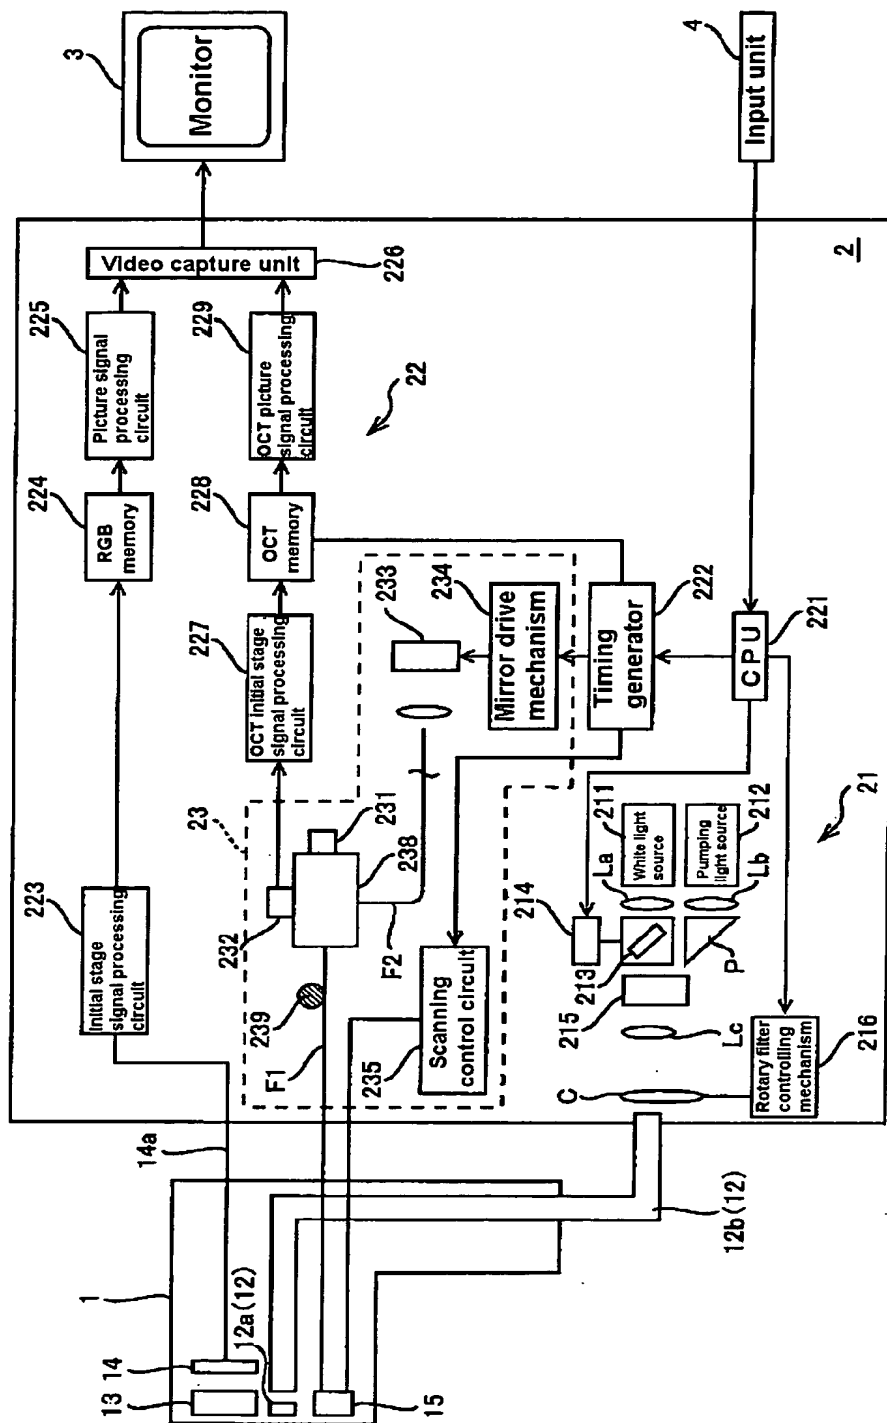 3
Monitor
4
Input unit
2
Video capture unit
226
225
Picture signal
processing
circuit
229
OCT picture
signal processing
circuit
22
224
RGB
memory
228
OCT
memory
227
OCT initial stage
signal processing
circuit
233
234
Mirror drive
mechanism
222
Timing
generator
221
CPU
23
231
238
232
F2
239
F1
235
Scanning
control circuit
223
Initial stage
signal processing
circuit
21
211
White light
source
212
Pumping
light source
La
Lb
214
213
P
215
Lc
C
216
Rotary filter
controlling
mechanism
14a
1
12a(12)
12b(12)
14
13
15